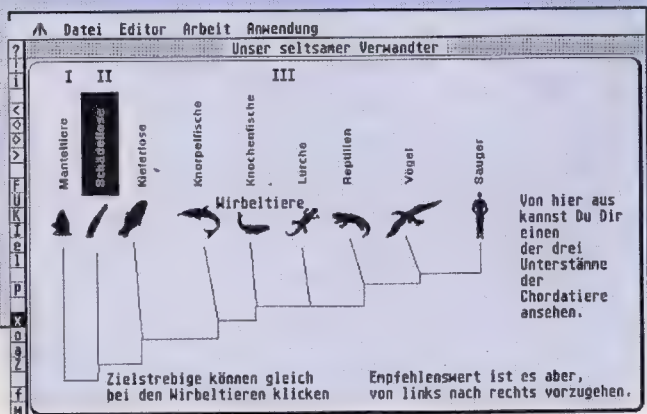 Datei Editor Arbeit Anwendung
Unser seltsamer Verwandter
I II III
Manteltiere
Schädellose
Kieferlose
Knorpelfische
Knochenfische
Lurche
Reptilien
Vögel
Sauger
Wirbeltiere
Von hier aus
kannst Du Dir
einen
der drei
Unterstämme
der
Chordatiere
ansehen.
Zielstrebige können gleich
bei den Wirbeltieren klicken
Empfehlenswert ist es aber,
von links nach rechts vorzugehen.
?
i
<
>
F
U
K
I
e
l
p
X
o
a
Z
f